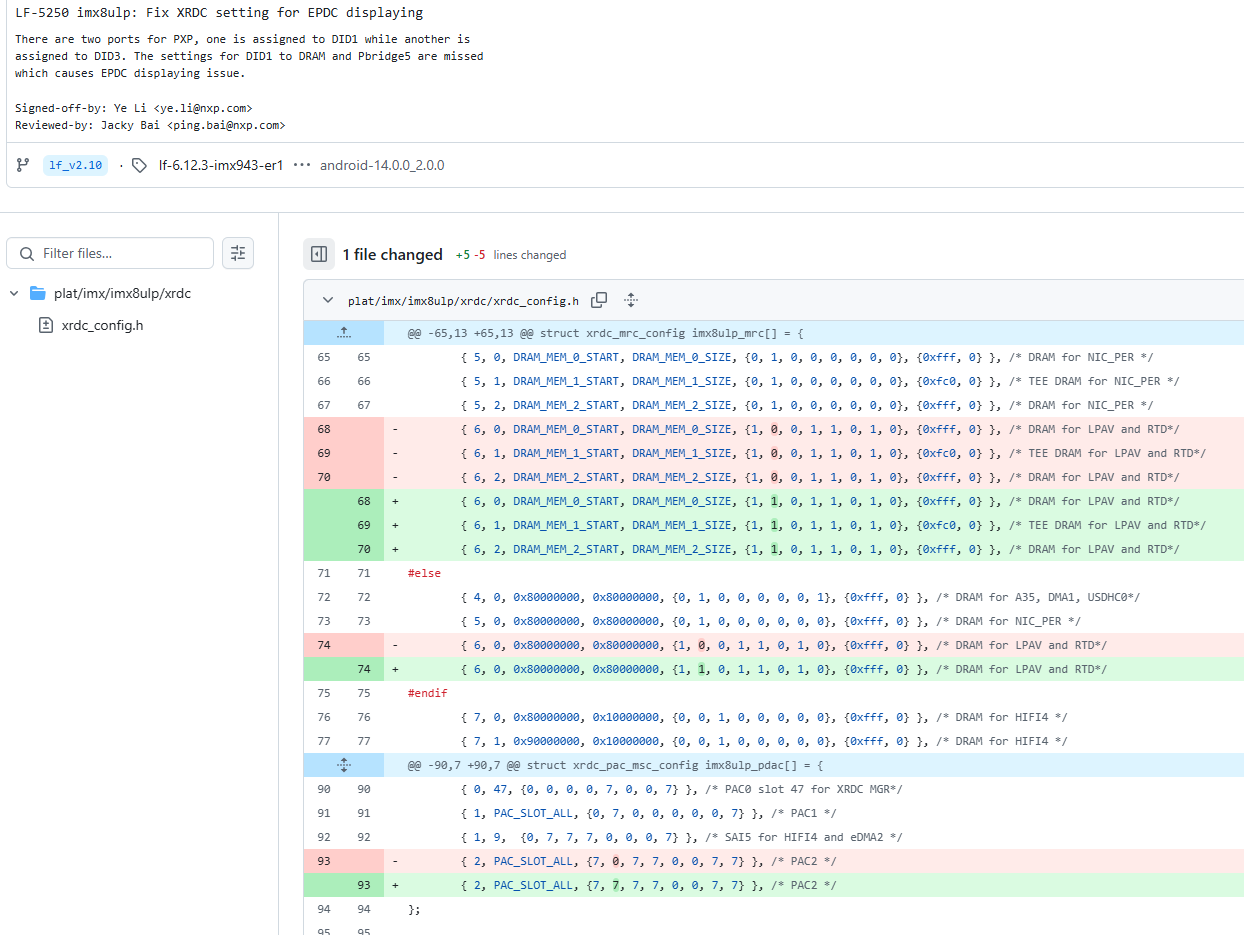 LF-5250 imx8ulp: Fix XRDC setting for EPDC displaying
There are two ports for PXP, one is assigned to DID1 while another is
assigned to DID3. The settings for DID1 to DRAM and Pbridge5 are missed
which causes EPDC displaying issue.
Signed-off-by: Ye Li <ye.li@nxp.com>
Reviewed-by: Jacky Bai <ping.bai@nxp.com>
lf_v2.10 · lf-6.12.3-imx943-er1 ··· android-14.0.0_2.0.0
Filter files...
plat/imx/imx8ulp/xrdc
xrdc_config.h
1 file changed +5 -5 lines changed
plat/imx/imx8ulp/xrdc/xrdc_config.h
@@ -65,13 +65,13 @@ struct xrdc_mrc_config imx8ulp_mrc[] = {
65 65 { 5, 0, DRAM_MEM_0_START, DRAM_MEM_0_SIZE, {0, 1, 0, 0, 0, 0, 0, 0}, {0xfff, 0} }, /* DRAM for NIC_PER */
66 66 { 5, 1, DRAM_MEM_1_START, DRAM_MEM_1_SIZE, {0, 1, 0, 0, 0, 0, 0, 0}, {0xfc0, 0} }, /* TEE DRAM for NIC_PER */
67 67 { 5, 2, DRAM_MEM_2_START, DRAM_MEM_2_SIZE, {0, 1, 0, 0, 0, 0, 0, 0}, {0xfff, 0} }, /* DRAM for NIC_PER */
68 - { 6, 0, DRAM_MEM_0_START, DRAM_MEM_0_SIZE, {1, 0, 0, 1, 1, 0, 1, 0}, {0xfff, 0} }, /* DRAM for LPAV and RTD*/
69 - { 6, 1, DRAM_MEM_1_START, DRAM_MEM_1_SIZE, {1, 0, 0, 1, 1, 0, 1, 0}, {0xfc0, 0} }, /* TEE DRAM for LPAV and RTD*/
70 - { 6, 2, DRAM_MEM_2_START, DRAM_MEM_2_SIZE, {1, 0, 0, 1, 1, 0, 1, 0}, {0xfff, 0} }, /* DRAM for LPAV and RTD*/
68 + { 6, 0, DRAM_MEM_0_START, DRAM_MEM_0_SIZE, {1, 1, 0, 1, 1, 0, 1, 0}, {0xfff, 0} }, /* DRAM for LPAV and RTD*/
69 + { 6, 1, DRAM_MEM_1_START, DRAM_MEM_1_SIZE, {1, 1, 0, 1, 1, 0, 1, 0}, {0xfc0, 0} }, /* TEE DRAM for LPAV and RTD*/
70 + { 6, 2, DRAM_MEM_2_START, DRAM_MEM_2_SIZE, {1, 1, 0, 1, 1, 0, 1, 0}, {0xfff, 0} }, /* DRAM for LPAV and RTD*/
71 71 #else
72 72 { 4, 0, 0x80000000, 0x80000000, {0, 1, 0, 0, 0, 0, 0, 1}, {0xfff, 0} }, /* DRAM for A35, DMA1, USDHC0*/
73 73 { 5, 0, 0x80000000, 0x80000000, {0, 1, 0, 0, 0, 0, 0, 0}, {0xfff, 0} }, /* DRAM for NIC_PER */
74 - { 6, 0, 0x80000000, 0x80000000, {1, 0, 0, 1, 1, 0, 1, 0}, {0xfff, 0} }, /* DRAM for LPAV and RTD*/
74 + { 6, 0, 0x80000000, 0x80000000, {1, 1, 0, 1, 1, 0, 1, 0}, {0xfff, 0} }, /* DRAM for LPAV and RTD*/
75 75 #endif
76 76 { 7, 0, 0x80000000, 0x10000000, {0, 0, 1, 0, 0, 0, 0, 0}, {0xfff, 0} }, /* DRAM for HIFI4 */
77 77 { 7, 1, 0x90000000, 0x10000000, {0, 0, 1, 0, 0, 0, 0, 0}, {0xfff, 0} }, /* DRAM for HIFI4 */
@@ -90,7 +90,7 @@ struct xrdc_pac_msc_config imx8ulp_pdac[] = {
90 90 { 0, 47, {0, 0, 0, 0, 7, 0, 0, 7} }, /* PAC0 slot 47 for XRDC MGR*/
91 91 { 1, PAC_SLOT_ALL, {0, 7, 0, 0, 0, 0, 0, 7} }, /* PAC1 */
92 92 { 1, 9, {0, 7, 7, 7, 0, 0, 0, 7} }, /* SAI5 for HIFI4 and eDMA2 */
93 - { 2, PAC_SLOT_ALL, {7, 0, 7, 7, 0, 0, 7, 7} }, /* PAC2 */
93 + { 2, PAC_SLOT_ALL, {7, 7, 7, 7, 0, 0, 7, 7} }, /* PAC2 */
94 94 };
95 95